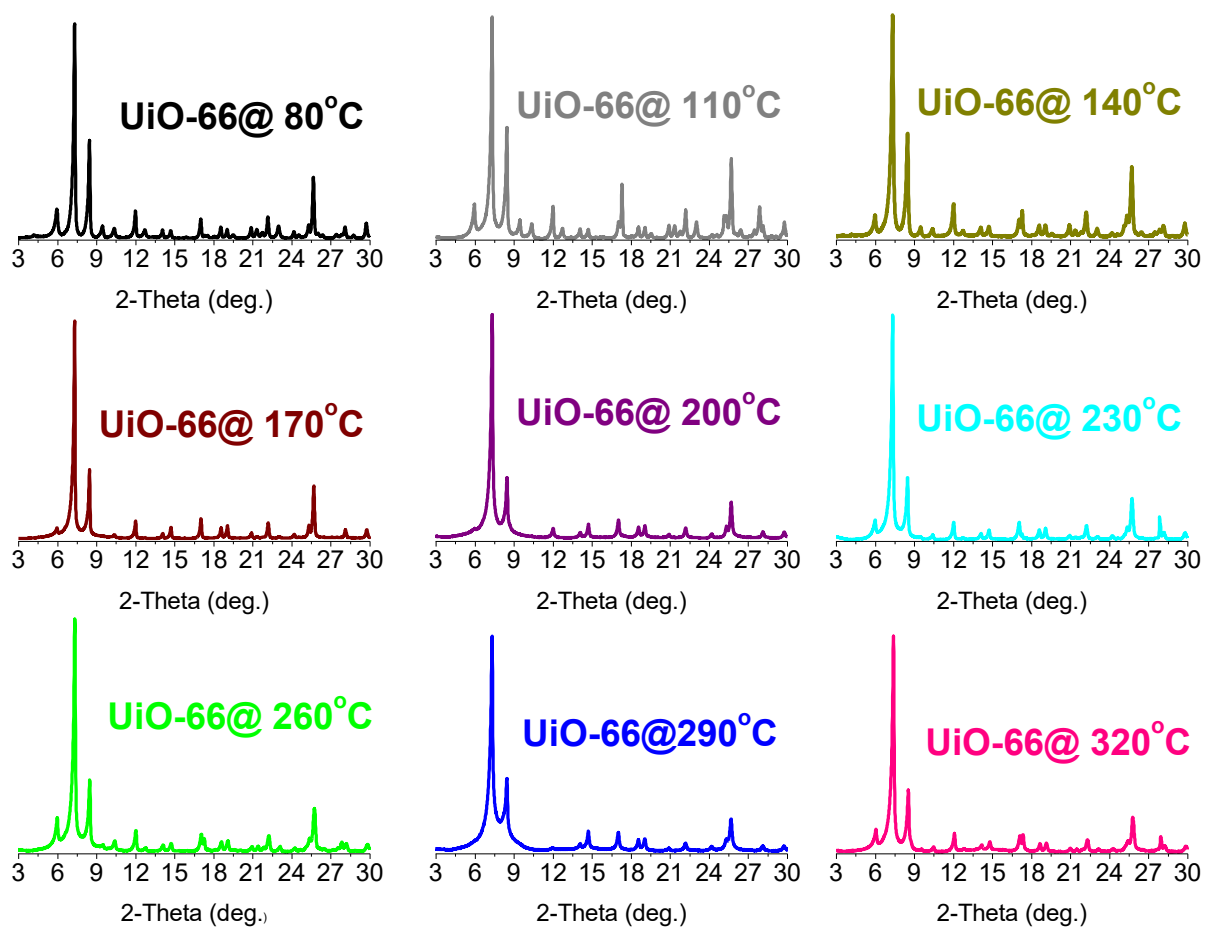 UiO-66@ 80°C
3 6 9 12 15 18 21 24 27 30
2-Theta (deg.)
UiO-66@ 110°C
3 6 9 12 15 18 21 24 27 30
2-Theta (deg.)
UiO-66@ 140°C
3 6 9 12 15 18 21 24 27 30
2-Theta (deg.)
UiO-66@ 170°C
3 6 9 12 15 18 21 24 27 30
2-Theta (deg.)
UiO-66@ 200°C
3 6 9 12 15 18 21 24 27 30
2-Theta (deg.)
UiO-66@ 230°C
3 6 9 12 15 18 21 24 27 30
2-Theta (deg.)
UiO-66@ 260°C
3 6 9 12 15 18 21 24 27 30
2-Theta (deg.)
UiO-66@290°C
3 6 9 12 15 18 21 24 27 30
2-Theta (deg.)
UiO-66@ 320°C
3 6 9 12 15 18 21 24 27 30
2-Theta (deg.)